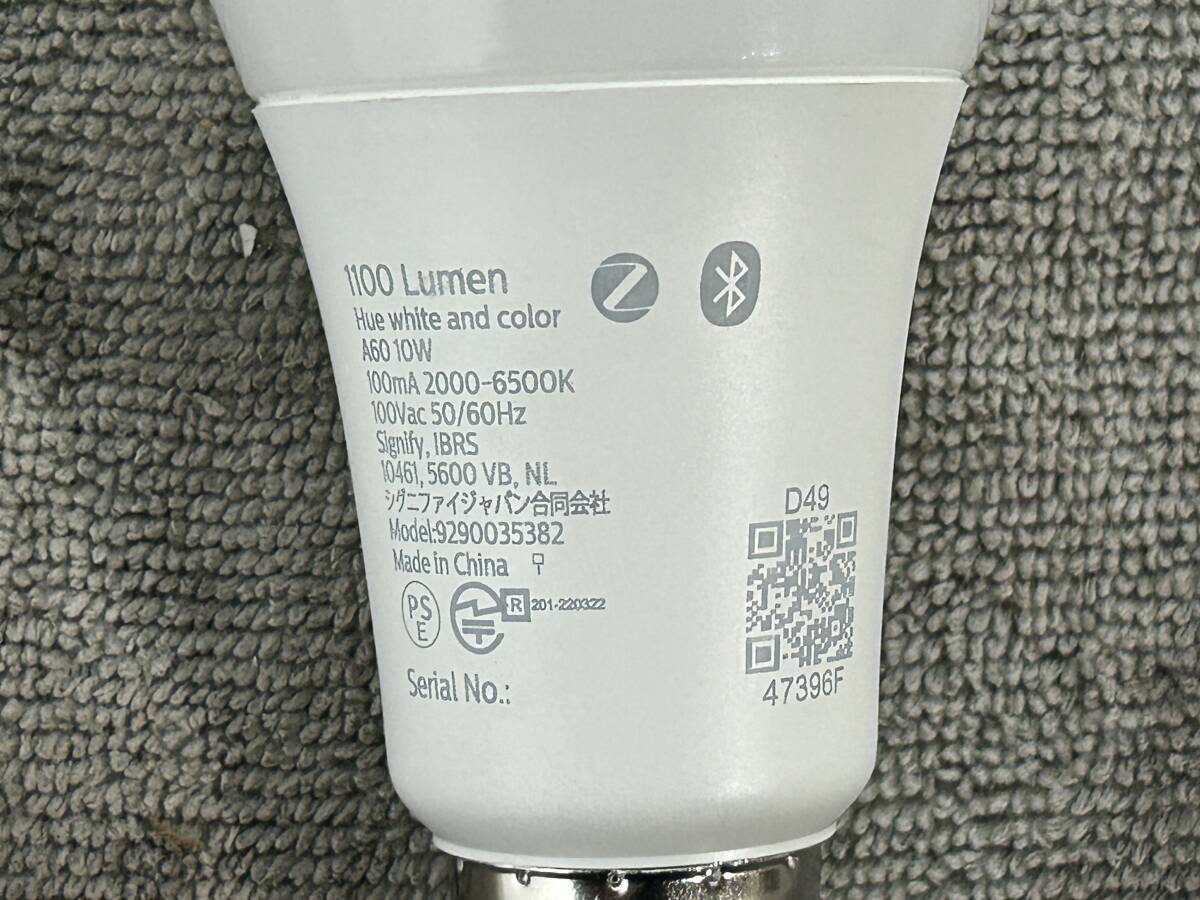 1100 Lumen
Hue white and color
A60 10W
100mA 2000-6500K
100Vac 50/60Hz
Signify, IBRS
10461, 5600 VB, NL
シグニファイジャパン合同会社
Model:9290035382
Made in China
PS
E
R 201-220322
Serial No.:
D49
47396F